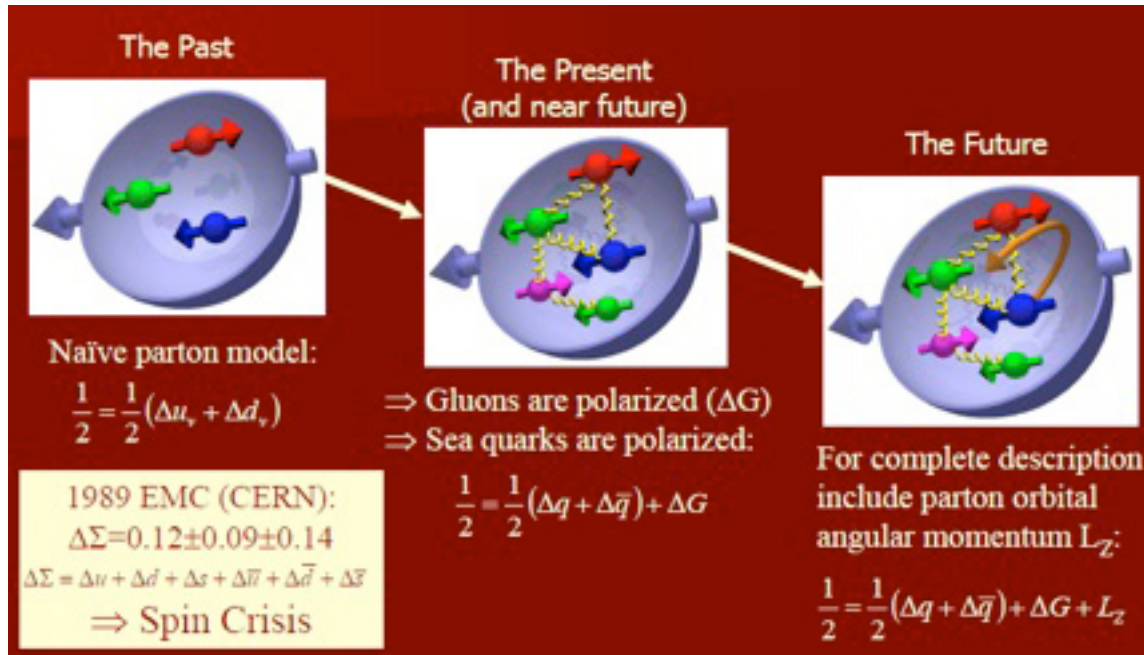 The Past
Naïve parton model:
1/2 = 1/2 (Δu_v + Δd_v)
1989 EMC (CERN):
ΔΣ=0.12±0.09±0.14
ΔΣ = Δu + Δd + Δs + Δū + Δd̅ + Δs̅
⇒ Spin Crisis
The Present
(and near future)
⇒ Gluons are polarized (ΔG)
⇒ Sea quarks are polarized:
1/2 = 1/2 (Δq + Δq̅) + ΔG
The Future
For complete description
include parton orbital
angular momentum L_Z:
1/2 = 1/2 (Δq + Δq̅) + ΔG + L_Z